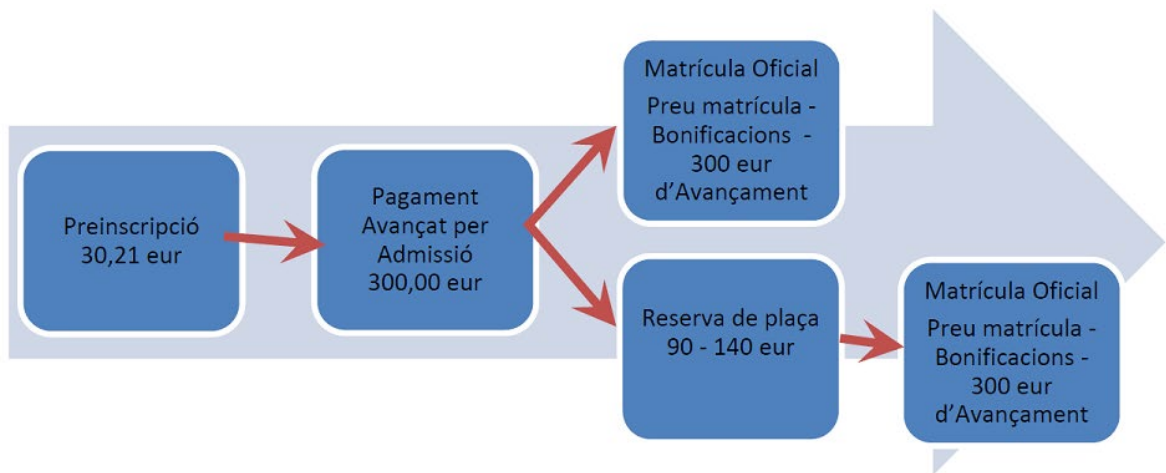 Preinscripció
30,21 eur
Pagament
Avançat per
Admissió
300,00 eur
Matrícula Oficial
Preu matrícula -
Bonificacions -
300 eur
d’Avançament
Reserva de plaça
90 - 140 eur
Matrícula Oficial
Preu matrícula -
Bonificacions -
300 eur
d’Avançament